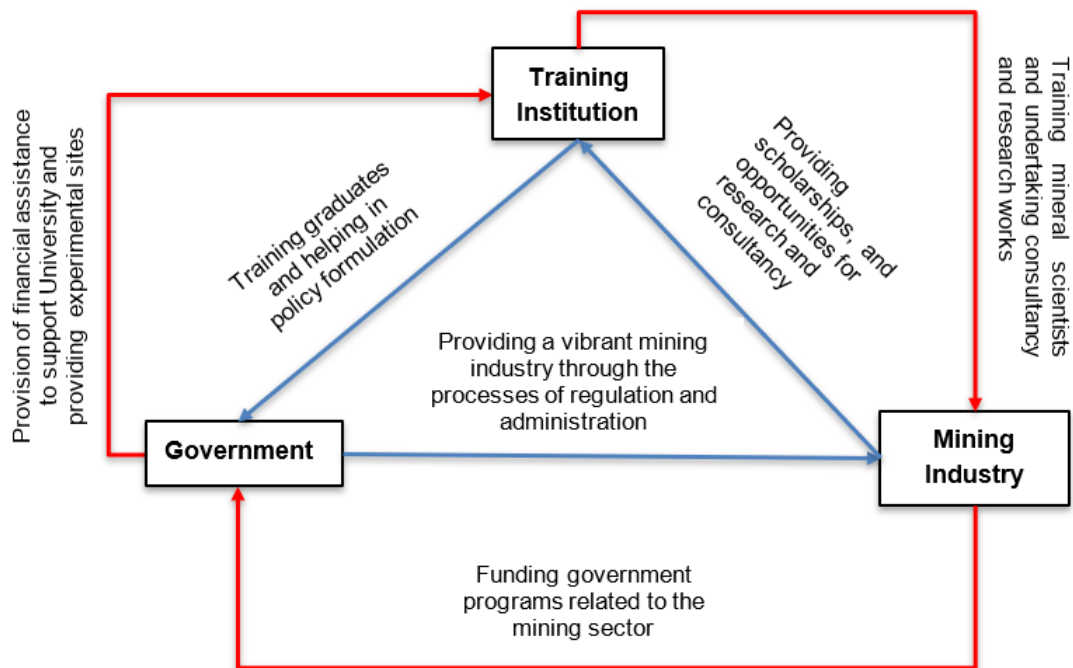 Training
Institution
Training mineral scientists
and undertaking consultancy
and research works
Provision of financial assistance
to support University and
providing experimental sites
Training graduates
and helping in
policy formulation
Providing
scholarships, and
opportunities for
research and
consultancy
Providing a vibrant mining
industry through the
processes of regulation and
administration
Government
Mining
Industry
Funding government
programs related to the
mining sector